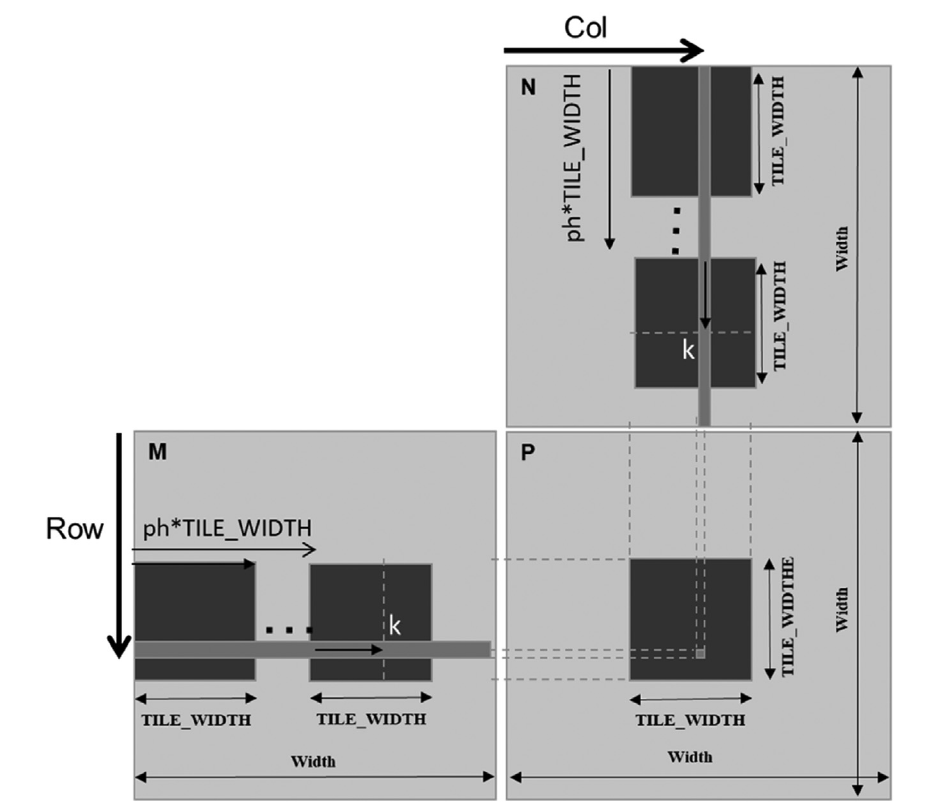 Col
N
ph*TILE_WIDTH
TILE_WIDTH
Width
TILE_WIDTH
k
M
P
Row
ph*TILE_WIDTH
k
TILE_WIDTHE
Width
TILE_WIDTH
TILE_WIDTH
TILE_WIDTH
Width
Width